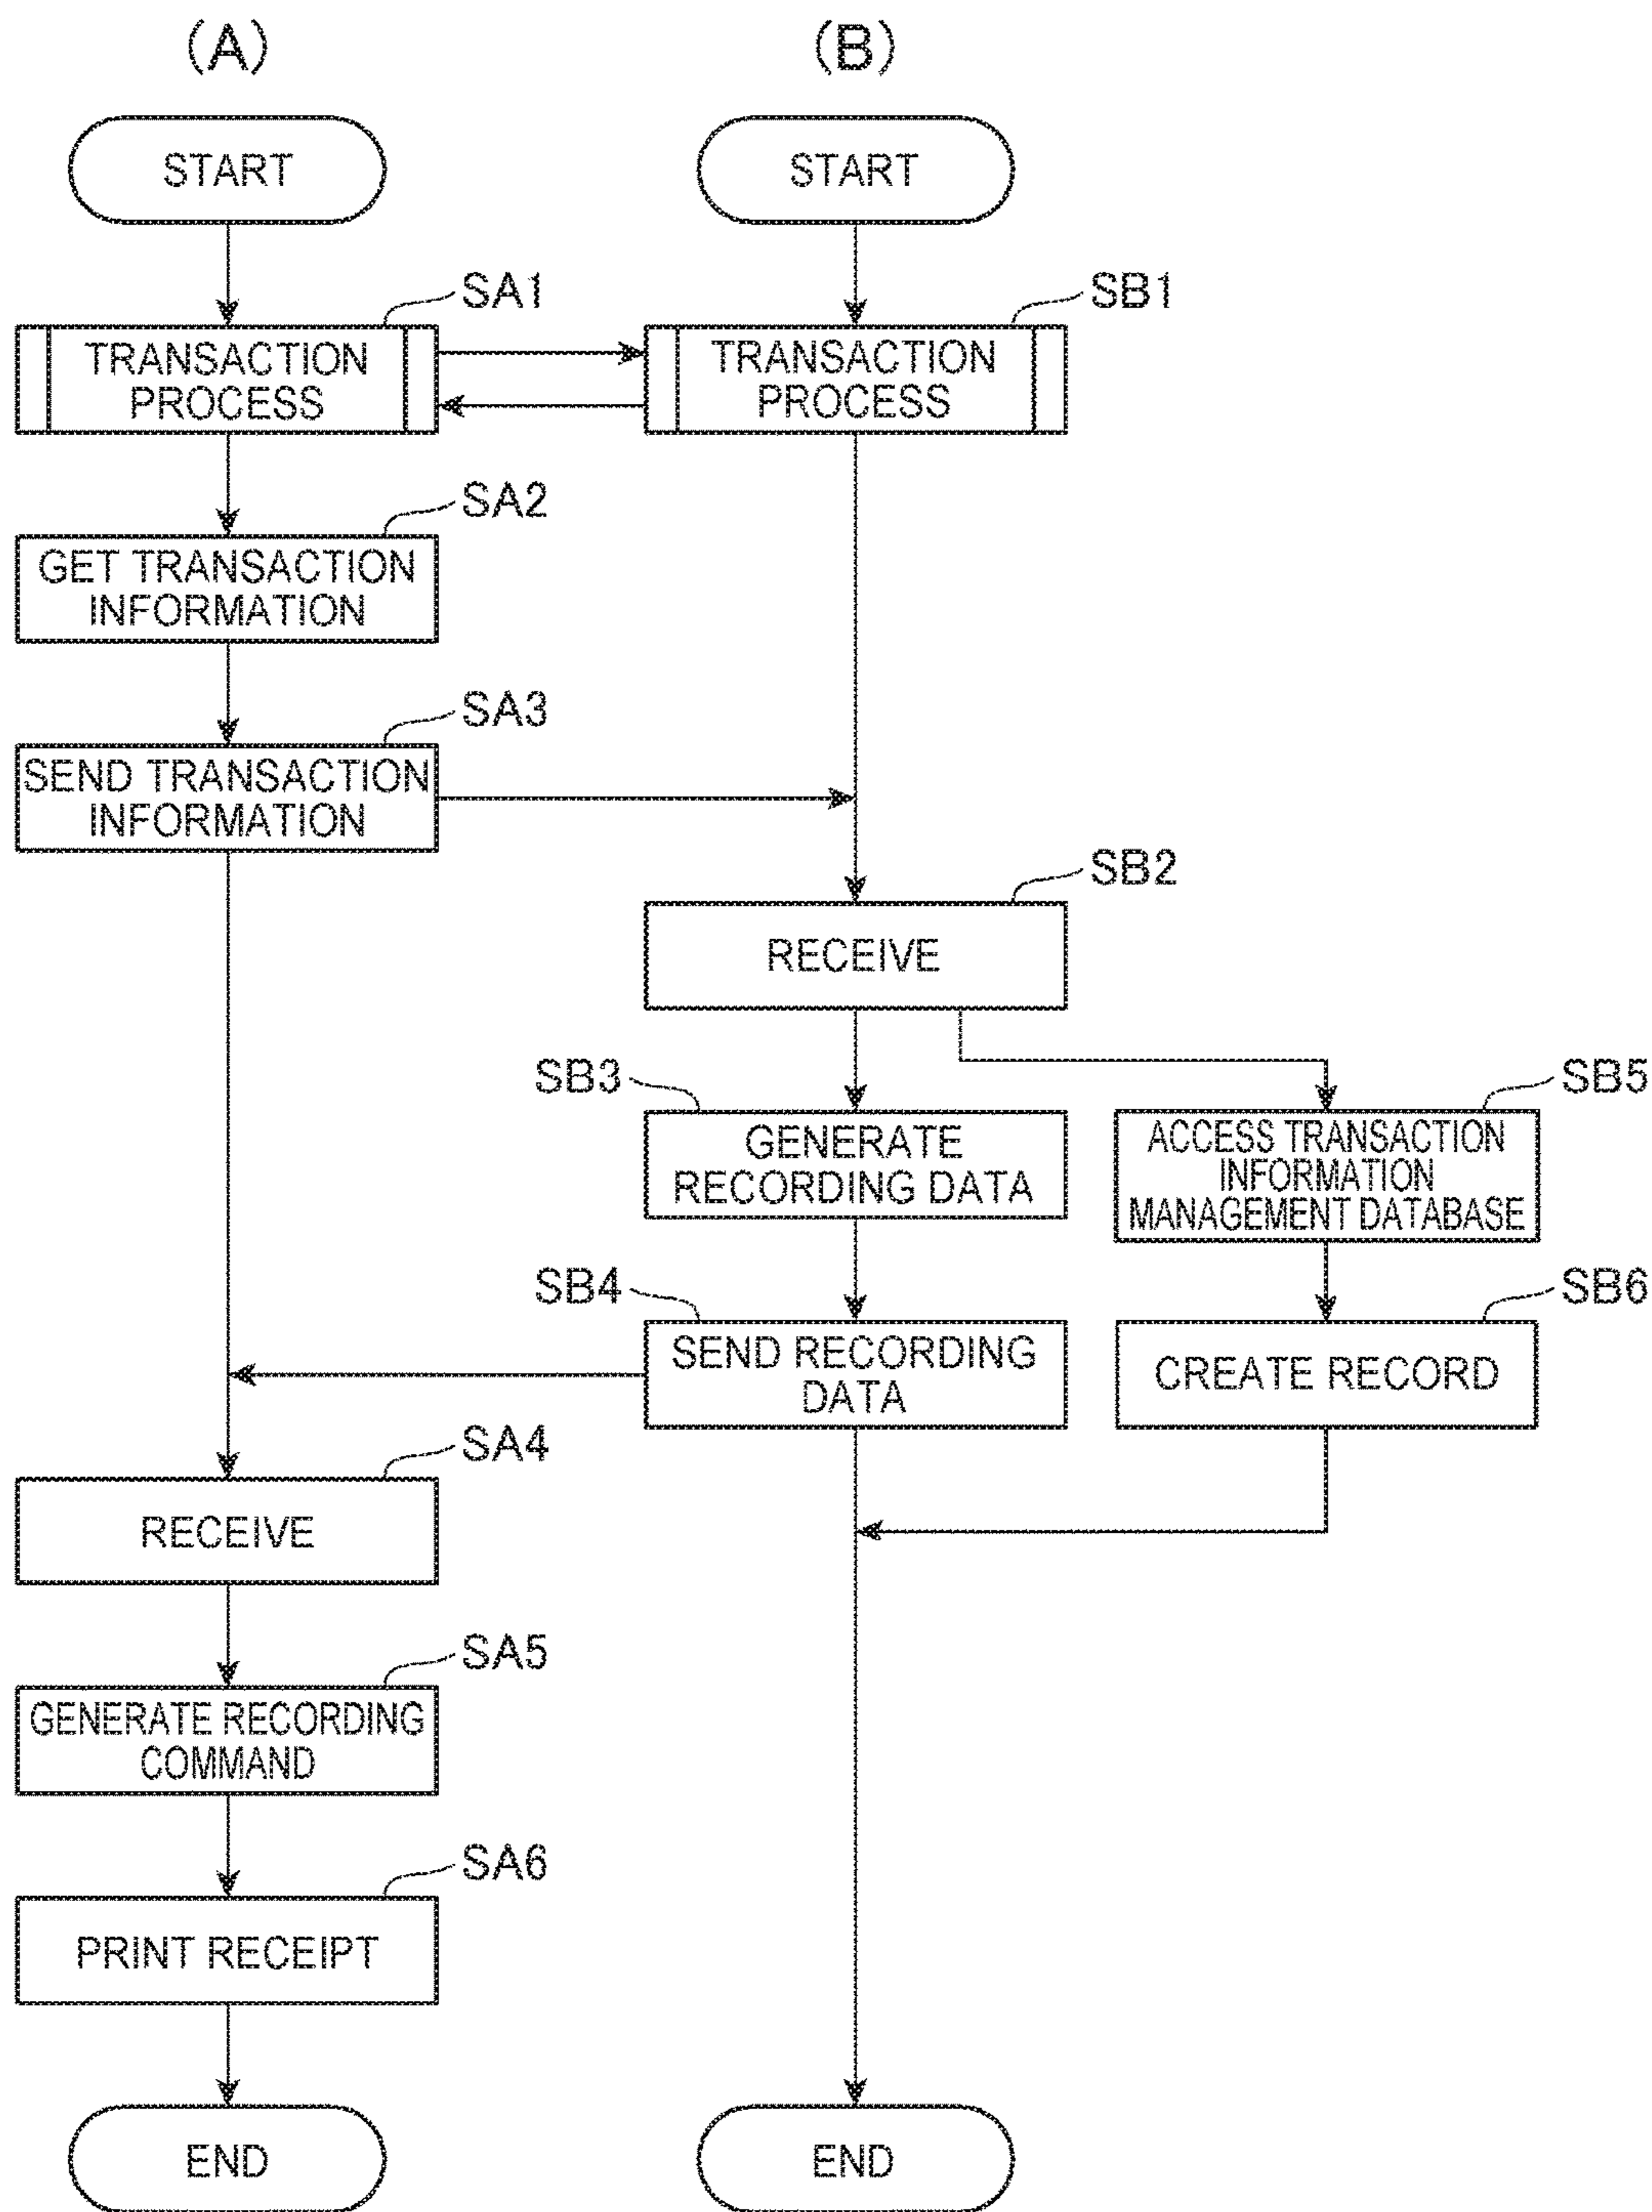 (A)
(B)
START
START
SA1
SB1
TRANSACTION
PROCESS
TRANSACTION
PROCESS
SA2
GET TRANSACTION
INFORMATION
SA3
SEND TRANSACTION
INFORMATION
SB2
RECEIVE
SB3
SB5
GENERATE
RECORDING DATA
ACCESS TRANSACTION
INFORMATION
MANAGEMENT DATABASE
SB4
SB6
SEND RECORDING
DATA
CREATE RECORD
SA4
RECEIVE
SA5
GENERATE RECORDING
COMMAND
SA6
PRINT RECEIPT
END
END